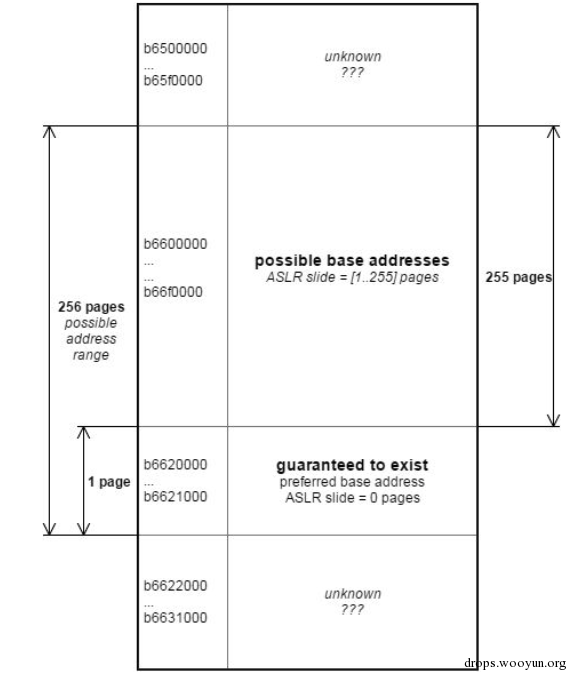 b6500000
...
b65f0000
unknown
???
b6600000
...
...
b66f0000
possible base addresses
ASLR slide = [1..255] pages
255 pages
256 pages
possible
address
range
1 page
b6620000
...
b6621000
guaranteed to exist
preferred base address
ASLR slide = 0 pages
b6622000
...
b6631000
unknown
???
drops.wooyun.org